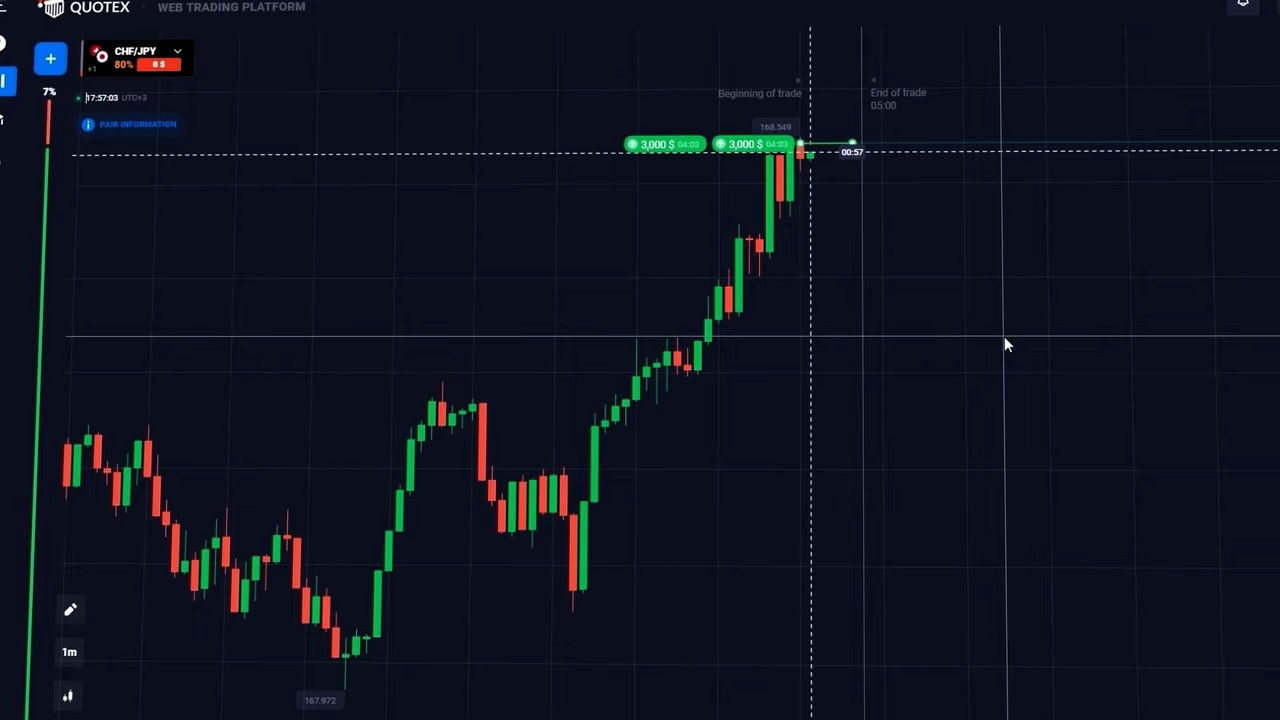 QUOTEX · WEB TRADING PLATFORM
CHF/JPY
+1 80% 0 $
7%
17:57:03 UTC+3
PAIR INFORMATION
Beginning of trade
End of trade
05:00
168.549
3,000 $ 04:03
3,000 $ 04:03
00:57
1m
167.972